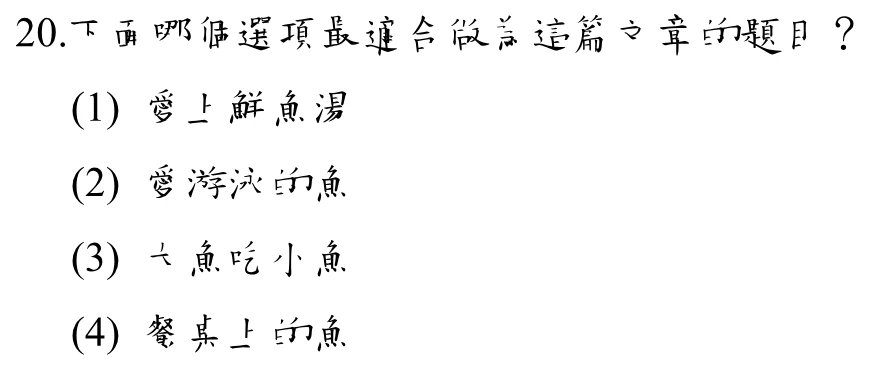 20.下面哪個選項最適合做為這篇文章的題目？
(1) 愛上鮮魚湯
(2) 愛游泳的魚
(3) 大魚吃小魚
(4) 餐桌上的魚